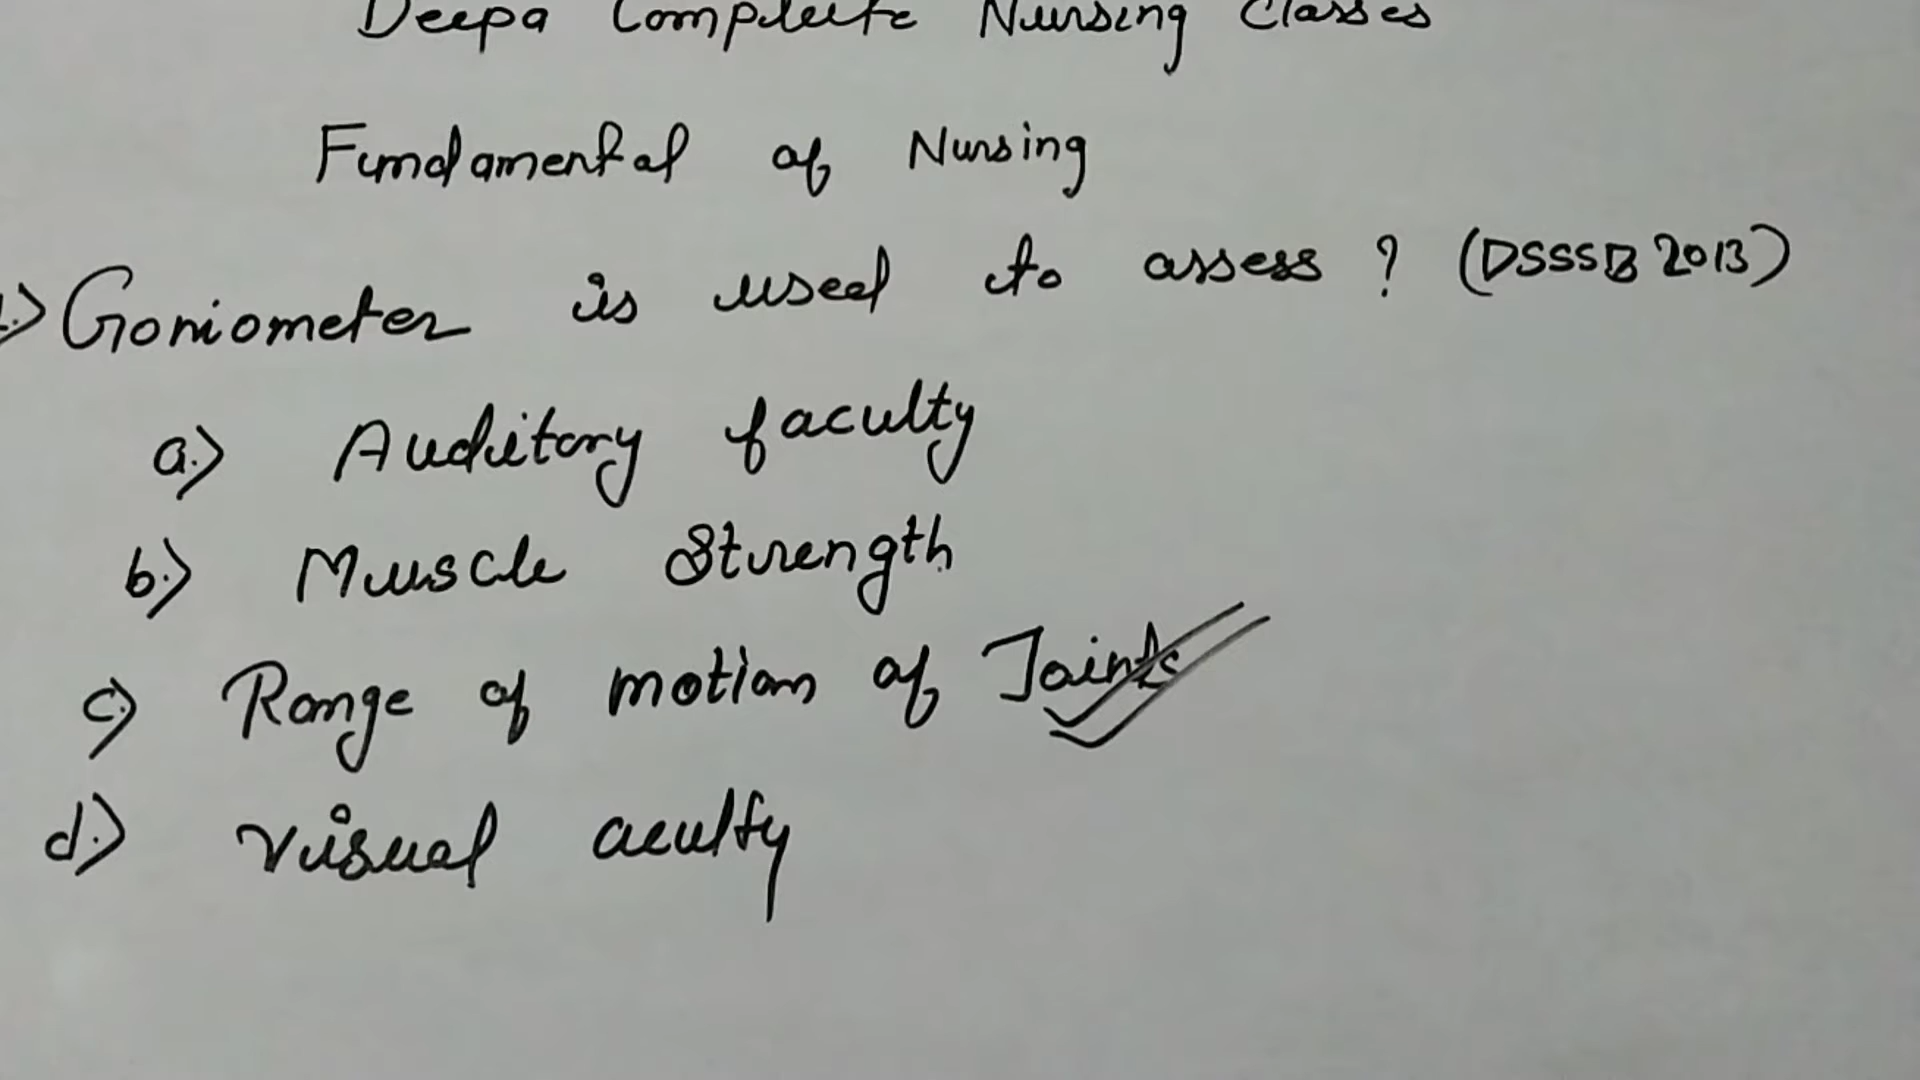 Deepa Complete Nursing Classes
Fundamental of Nursing
1.) Goniometer is used to assess ? (DSSSB 2013)
a.) Auditory faculty
b.) Muscle Strength
c.) Range of motion of Joints
d.) Visual acuity